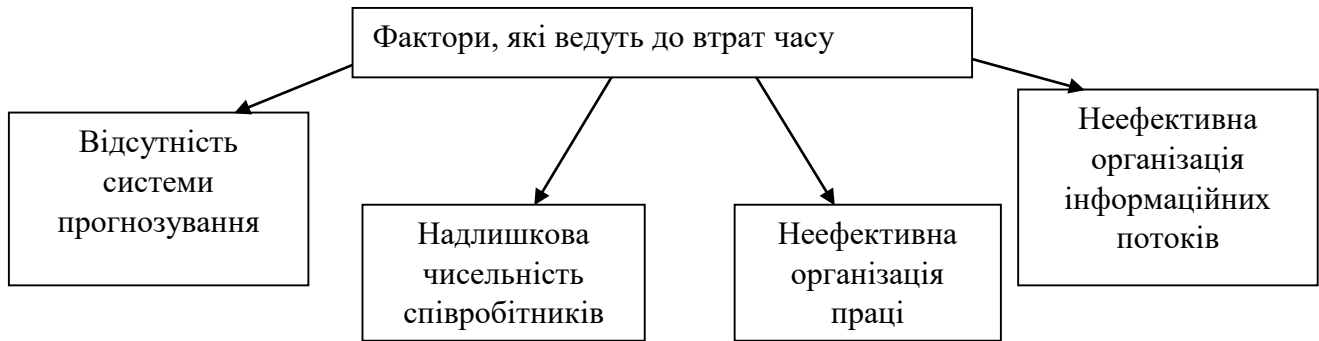 Фактори, які ведуть до втрат часу
Відсутність
системи
прогнозування
Надлишкова
чисельність
співробітників
Неефективна
організація
праці
Неефективна
організація
інформаційних
потоків